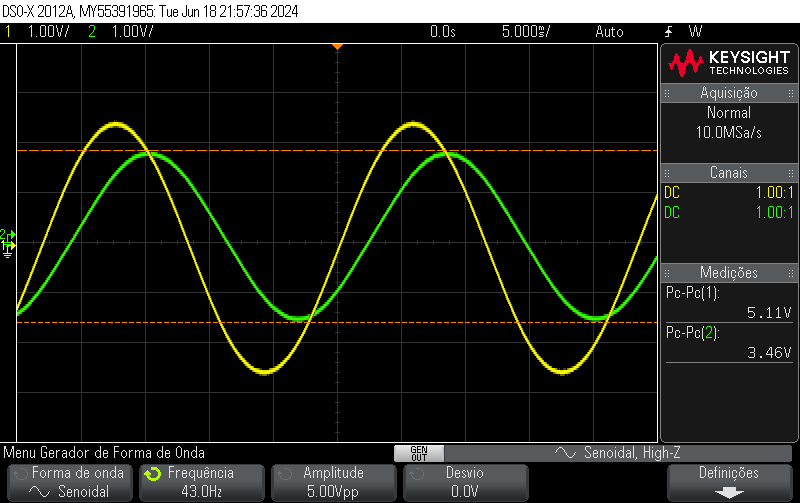 DSO-X 2012A, MY55391965: Tue Jun 18 21:57:36 2024
1 1.00V/ 2 1.00V/ 0.0s 5.000ms/ Auto W
KEYSIGHT
TECHNOLOGIES
Aquisição
Normal
10.0MSa/s
Canais
DC 1.00:1
DC 1.00:1
Medições
Pc-Pc(1):
5.11V
Pc-Pc(2):
3.46V
2
1
Menu Gerador de Forma de Onda
GEN
OUT
Senoidal, High-Z
Forma de onda
Senoidal
Frequência
43.0Hz
Amplitude
5.00Vpp
Desvio
0.0V
Definições